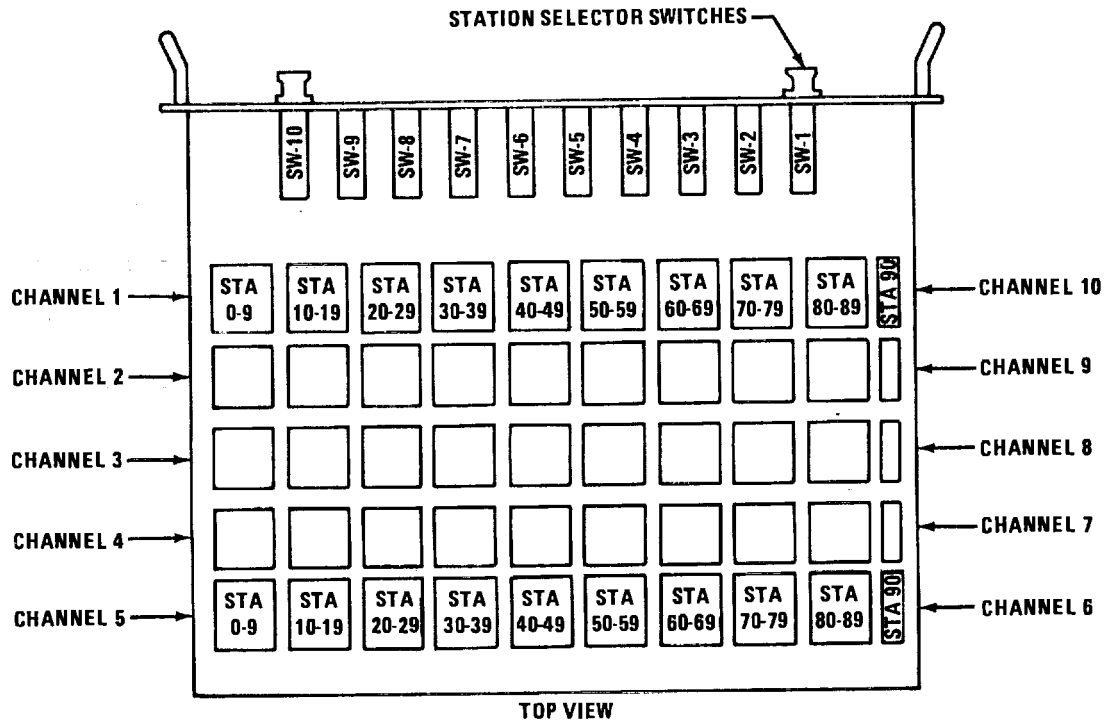 STATION SELECTOR SWITCHES
SW-10 SW-9 SW-8 SW-7 SW-6 SW-5 SW-4 SW-3 SW-2 SW-1
CHANNEL 1
STA 0-9
STA 10-19
STA 20-29
STA 30-39
STA 40-49
STA 50-59
STA 60-69
STA 70-79
STA 80-89
STA 90
CHANNEL 10
CHANNEL 2
CHANNEL 9
CHANNEL 3
CHANNEL 8
CHANNEL 4
CHANNEL 7
CHANNEL 5
STA 0-9
STA 10-19
STA 20-29
STA 30-39
STA 40-49
STA 50-59
STA 60-69
STA 70-79
STA 80-89
STA 90
CHANNEL 6
TOP VIEW